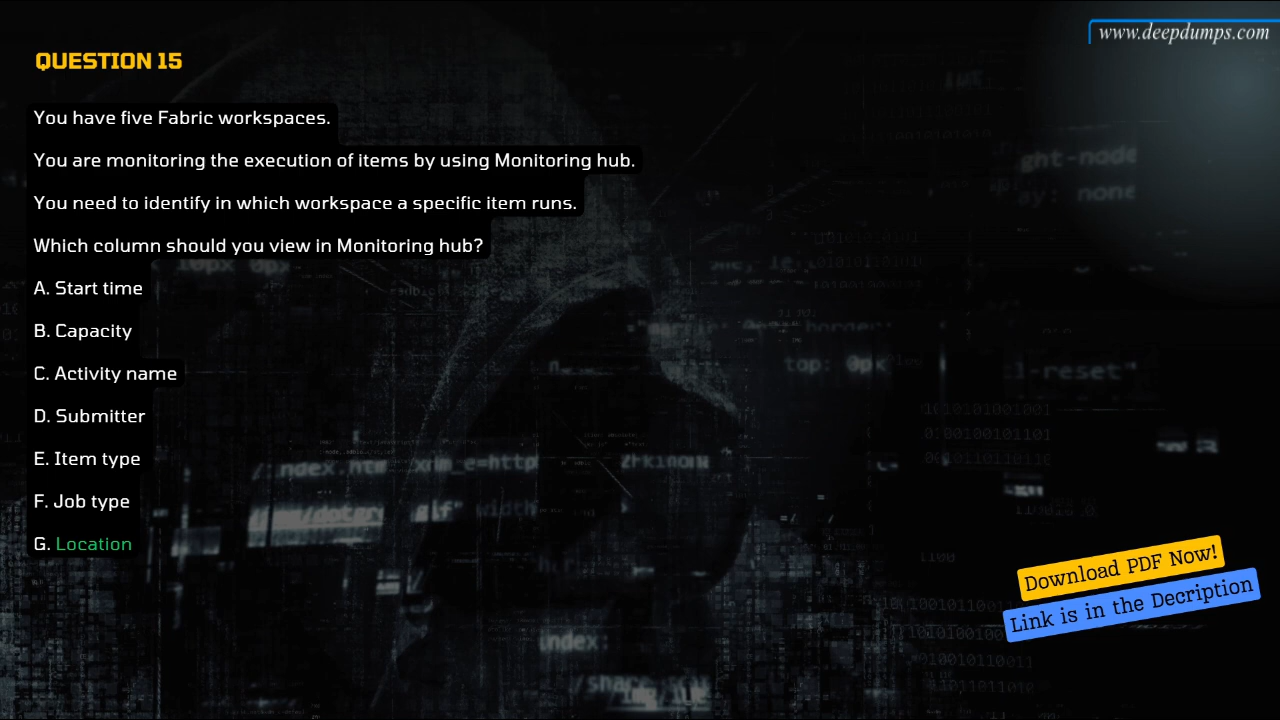 www.deepdumps.com
QUESTION 15
You have five Fabric workspaces.
You are monitoring the execution of items by using Monitoring hub.
You need to identify in which workspace a specific item runs.
Which column should you view in Monitoring hub?
A. Start time
B. Capacity
C. Activity name
D. Submitter
E. Item type
F. Job type
G. Location
Download PDF Now!
Link is in the Decription